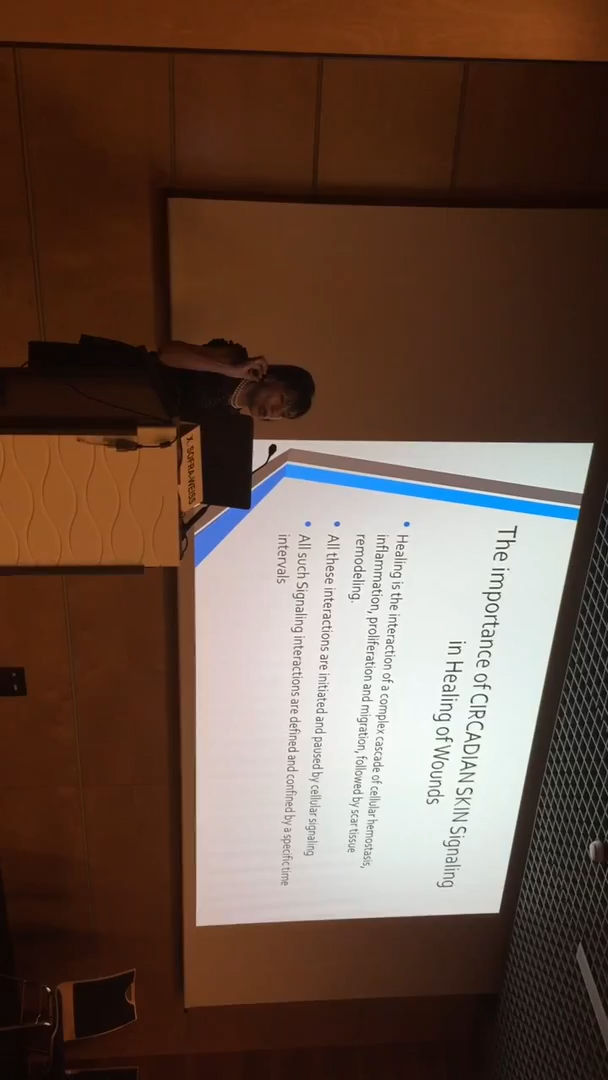 The importance of CIRCADIAN SKIN Signaling
in Healing of Wounds
• Healing is the interaction of a complex cascade of cellular hemostasis,
inflammation, proliferation and migration, followed by scar tissue
remodeling.
• All these interactions are initiated and paused by cellular signaling
• All such Signaling interactions are defined and confined by a specific time
intervals
X. SOFRA-WEISS